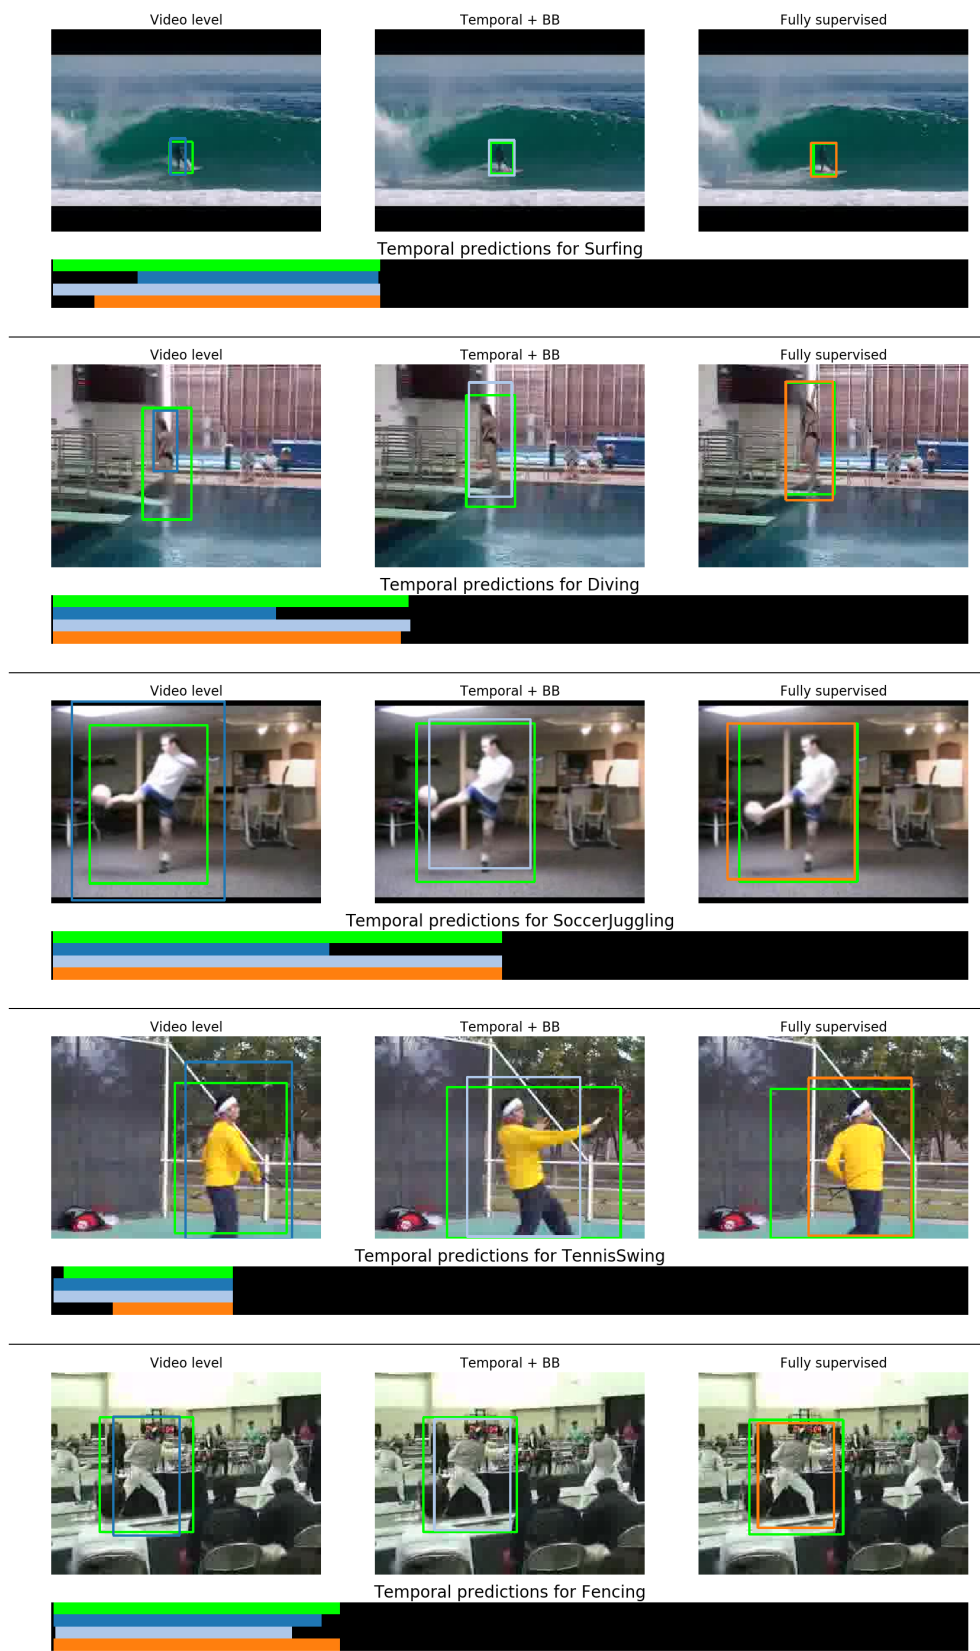 Video level Temporal + BB Fully supervised
Temporal predictions for Surfing
Video level Temporal + BB Fully supervised
Temporal predictions for Diving
Video level Temporal + BB Fully supervised
Temporal predictions for SoccerJuggling
Video level Temporal + BB Fully supervised
Temporal predictions for TennisSwing
Video level Temporal + BB Fully supervised
Temporal predictions for Fencing